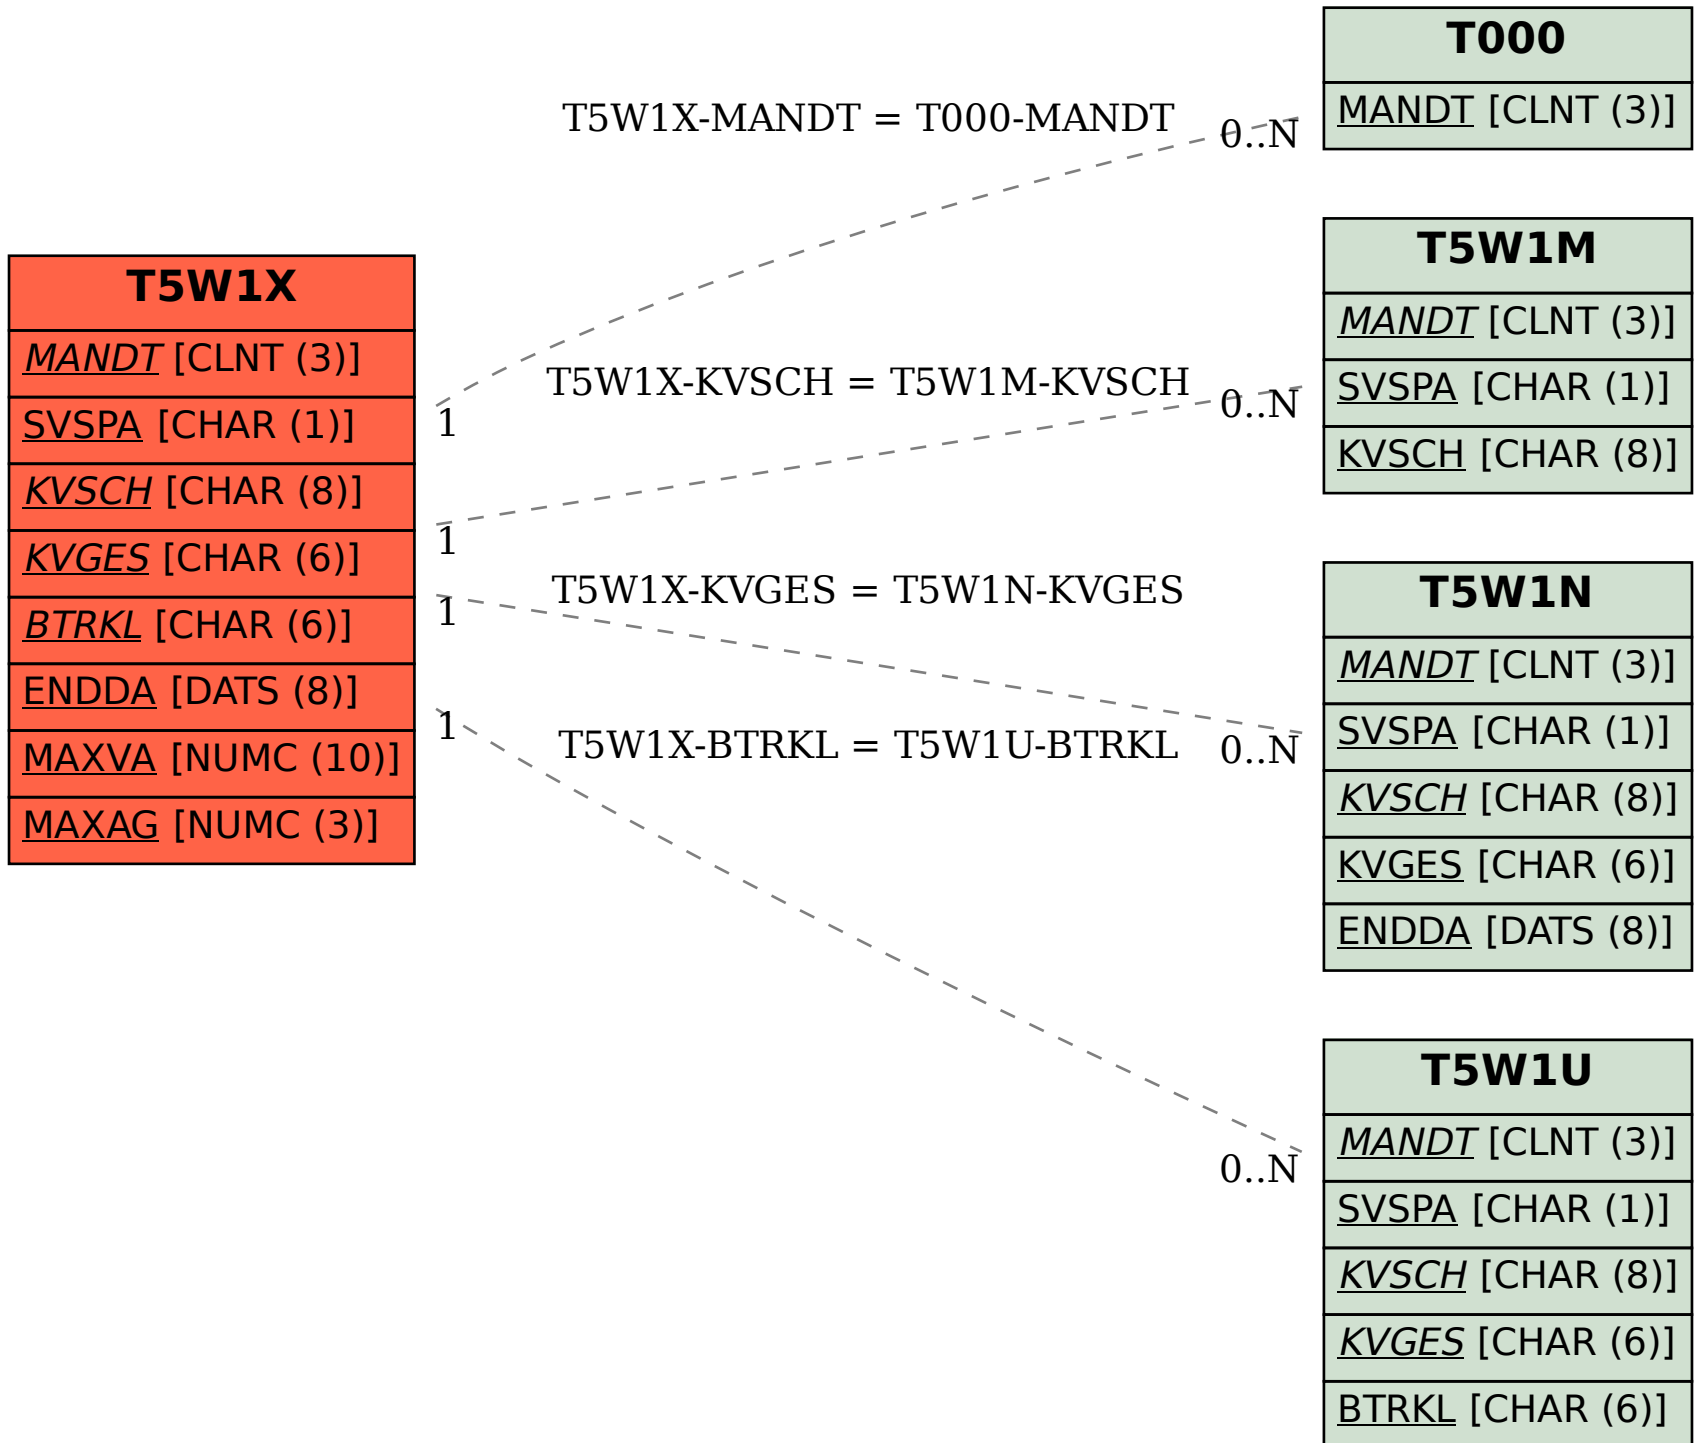 T5W1X
MANDT [CLNT (3)]
SVSPA [CHAR (1)]
KVSCH [CHAR (8)]
KVGES [CHAR (6)]
BTRKL [CHAR (6)]
ENDDA [DATS (8)]
MAXVA [NUMC (10)]
MAXAG [NUMC (3)]
T5W1X-MANDT = T000-MANDT
0..N
1
T5W1X-KVSCH = T5W1M-KVSCH
0..N
1
T5W1X-KVGES = T5W1N-KVGES
1
0..N
T5W1X-BTRKL = T5W1U-BTRKL
1
0..N
T000
MANDT [CLNT (3)]
T5W1M
MANDT [CLNT (3)]
SVSPA [CHAR (1)]
KVSCH [CHAR (8)]
T5W1N
MANDT [CLNT (3)]
SVSPA [CHAR (1)]
KVSCH [CHAR (8)]
KVGES [CHAR (6)]
ENDDA [DATS (8)]
T5W1U
MANDT [CLNT (3)]
SVSPA [CHAR (1)]
KVSCH [CHAR (8)]
KVGES [CHAR (6)]
BTRKL [CHAR (6)]